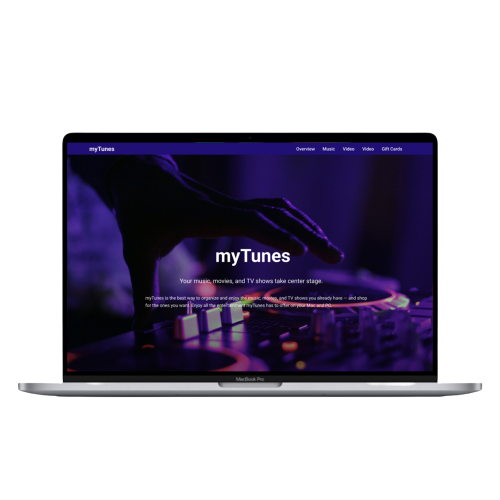 myTunes
Overview Music Video Video Gift Cards
myTunes
Your music, movies, and TV shows take center stage.
myTunes is the best way to organize and enjoy the music, movies, and TV shows you already have — and shop
for the ones you want. Enjoy all the entertainment myTunes has to offer on your Mac and PC.
MacBook Pro